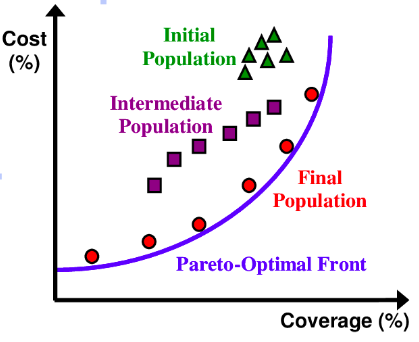 Cost
(%)
Initial
Population
Intermediate
Population
Final
Population
Pareto-Optimal Front
Coverage (%)